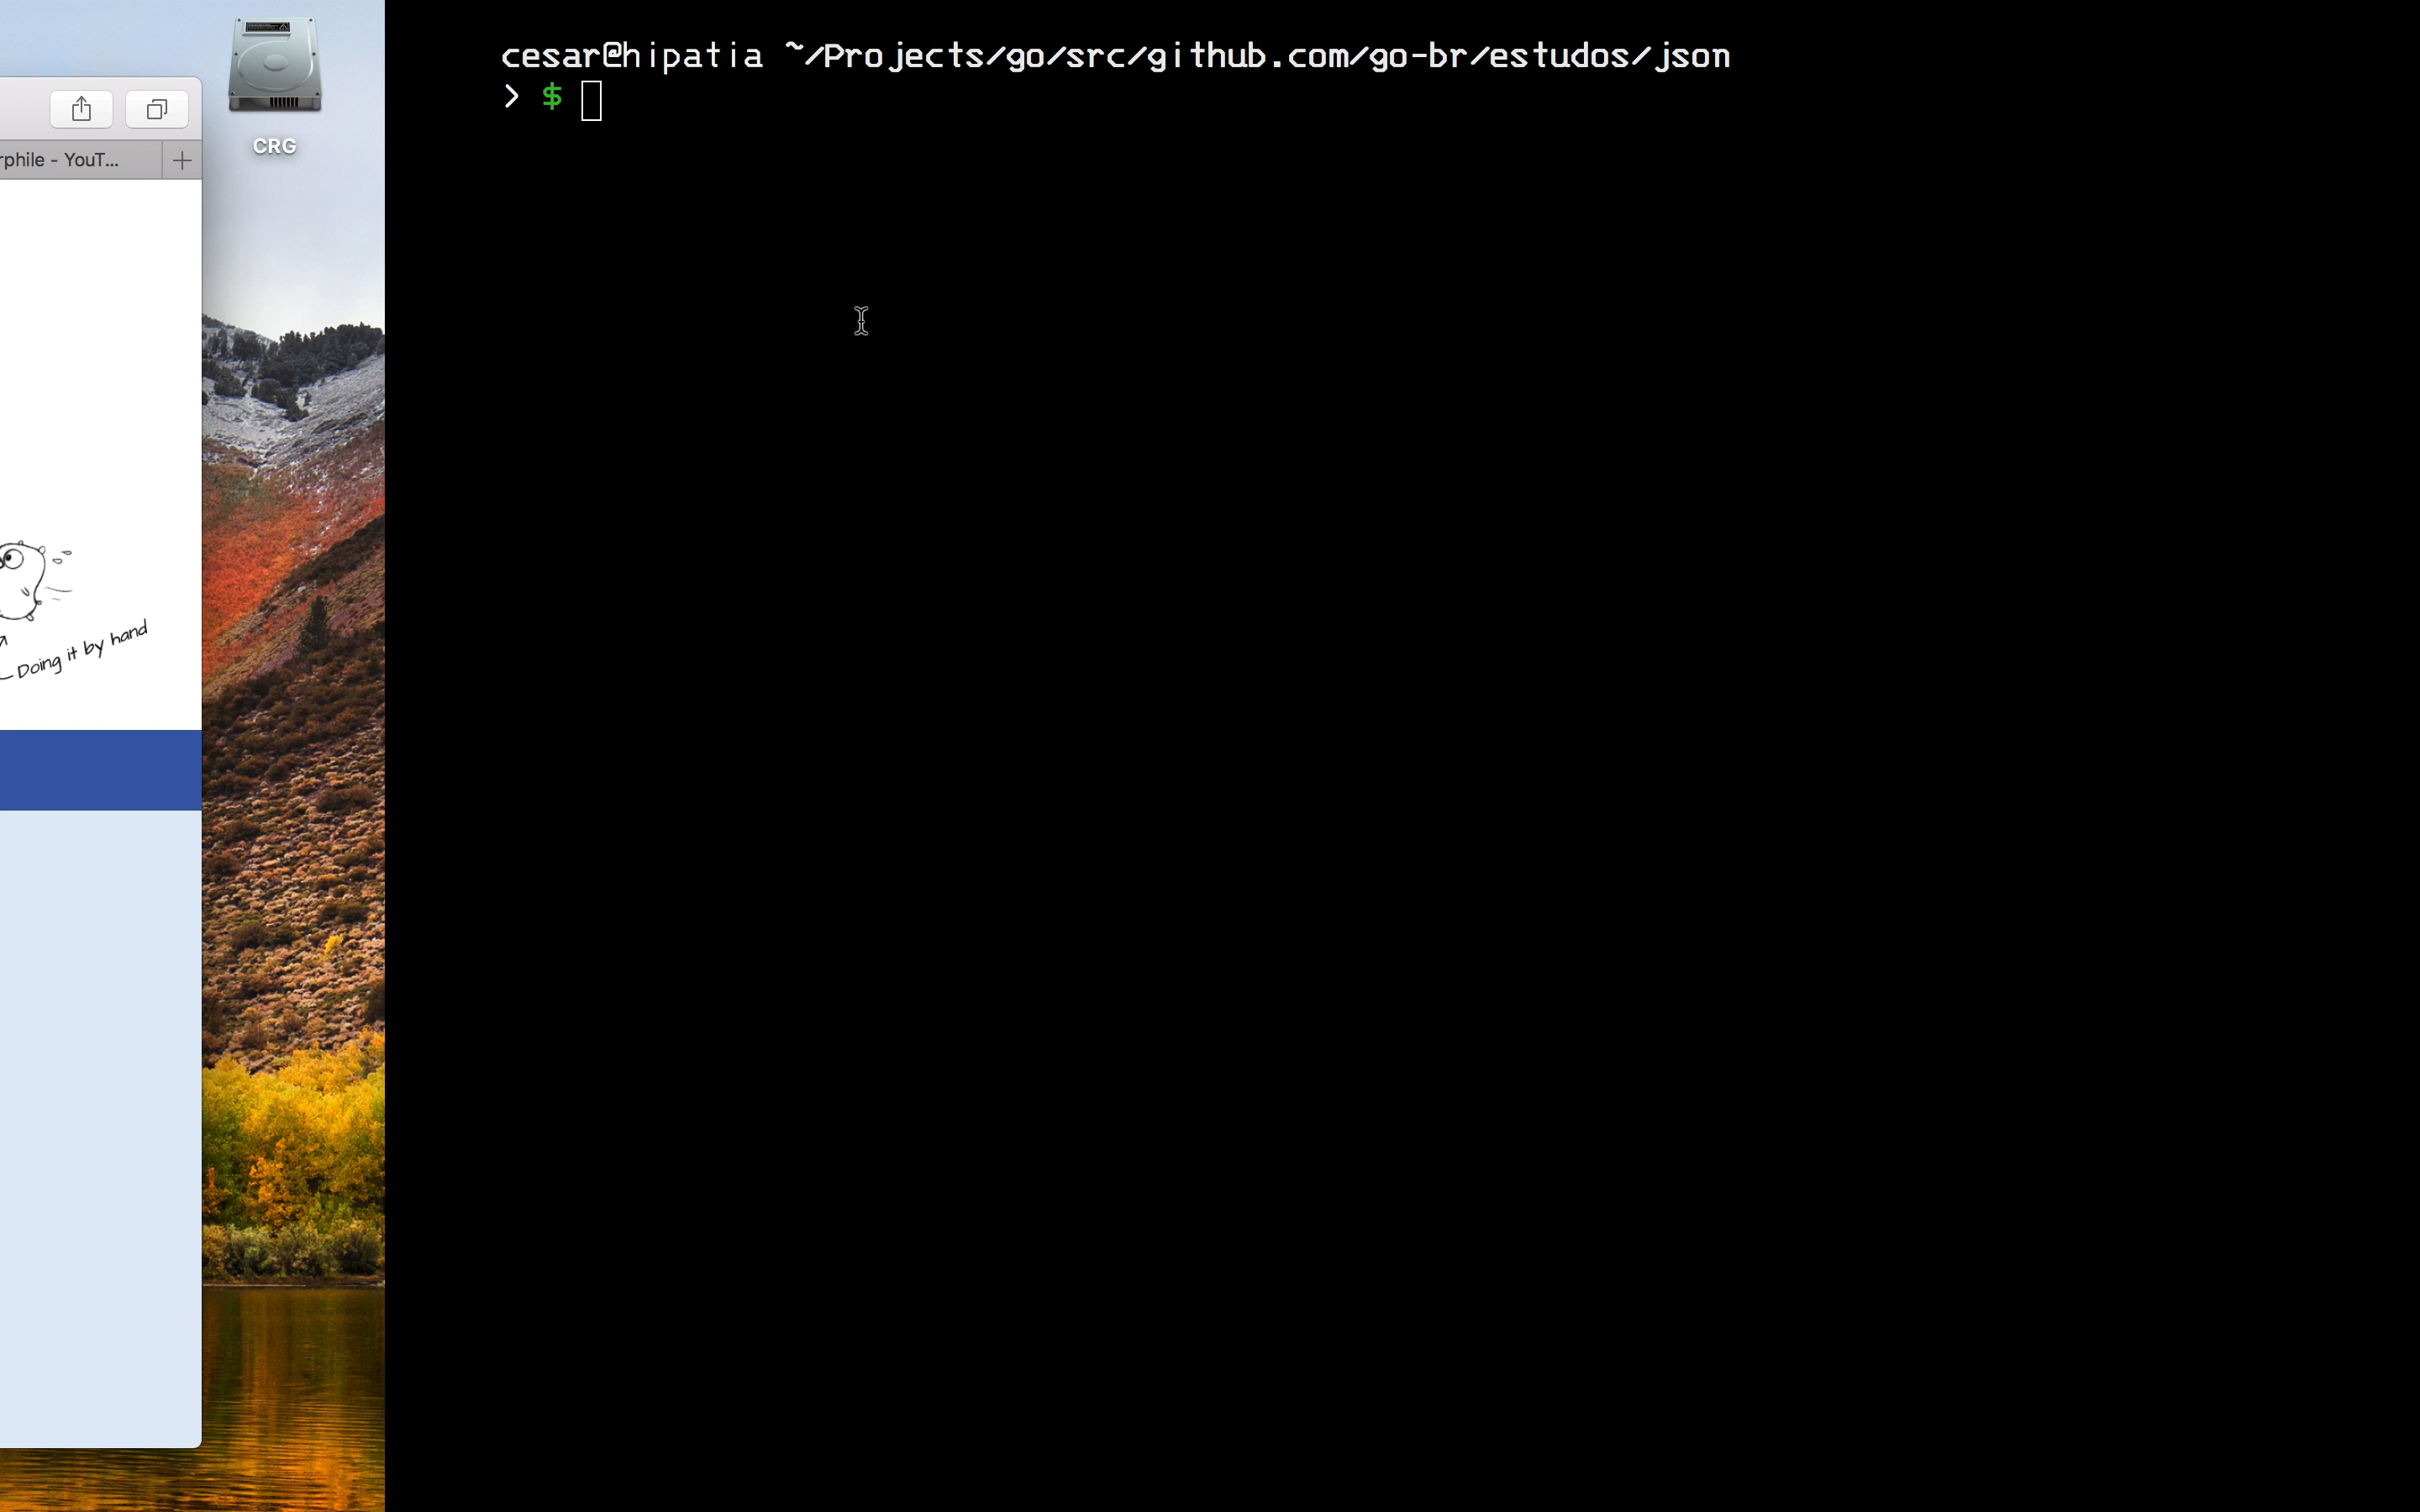 cesar@hipatia ~/Projects/go/src/github.com/go-br/estudos/json
> $
CRG
rphile - YouT...
Doing it by hand